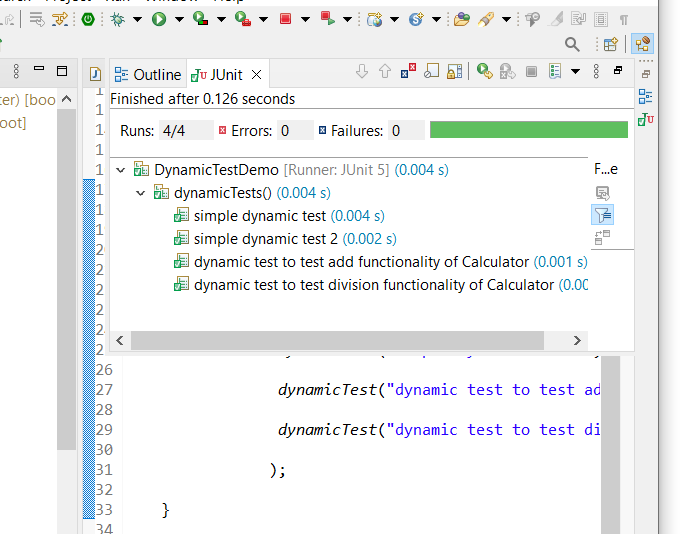 Project Run Window Help
Outline
JUnit
Finished after 0.126 seconds
Runs: 4/4 Errors: 0 Failures: 0
DynamicTestDemo [Runner: JUnit 5] (0.004 s)
dynamicTests() (0.004 s)
simple dynamic test (0.004 s)
simple dynamic test 2 (0.002 s)
dynamic test to test add functionality of Calculator (0.001 s)
dynamic test to test division functionality of Calculator (0.00
F...e
ter) [boo
oot]
26
27 dynamicTest("dynamic test to test ad
28
29 dynamicTest("dynamic test to test di
30
31 );
32
33 }
34